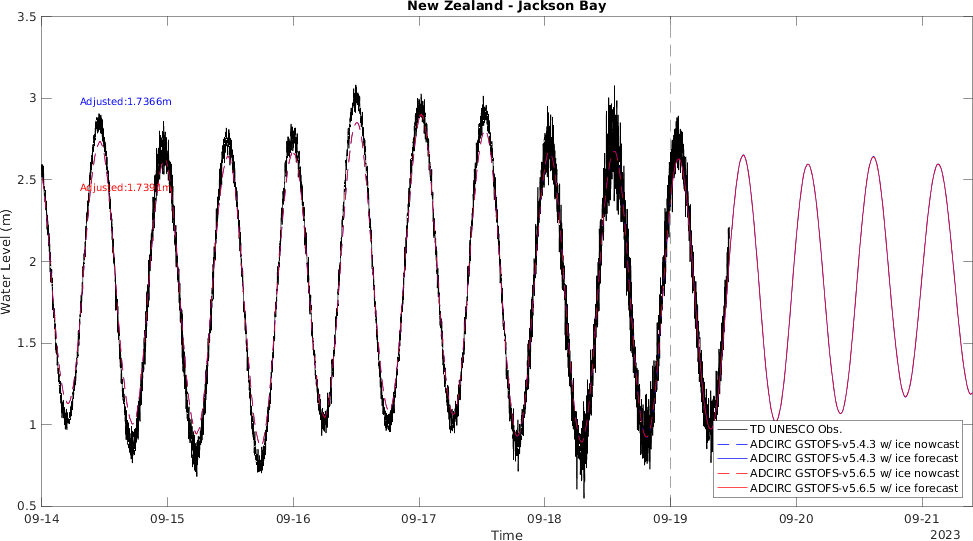 New Zealand - Jackson Bay
3.5
3
2.5
2
1.5
1
0.5
Water Level (m)
Adjusted:1.7366m
Adjusted:1.7391m
TD UNESCO Obs.
ADCIRC GSTOFS-v5.4.3 w/ ice nowcast
ADCIRC GSTOFS-v5.4.3 w/ ice forecast
ADCIRC GSTOFS-v5.6.5 w/ ice nowcast
ADCIRC GSTOFS-v5.6.5 w/ ice forecast
09-14 09-15 09-16 09-17 09-18 09-19 09-20 09-21
Time
2023